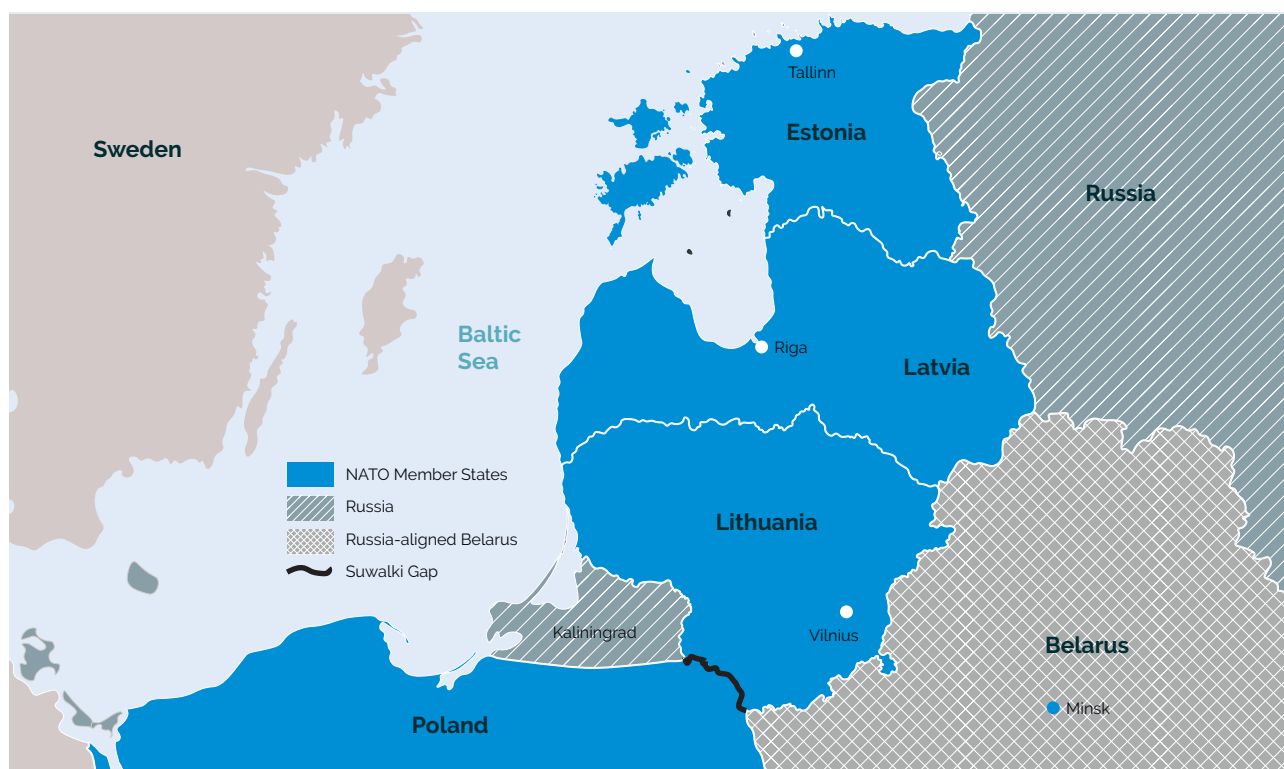 Tallinn
Estonia
Sweden
Russia
Baltic
Sea
Riga
Latvia
NATO Member States
Russia
Russia-aligned Belarus
Suwalki Gap
Lithuania
Kaliningrad
Vilnius
Belarus
Minsk
Poland